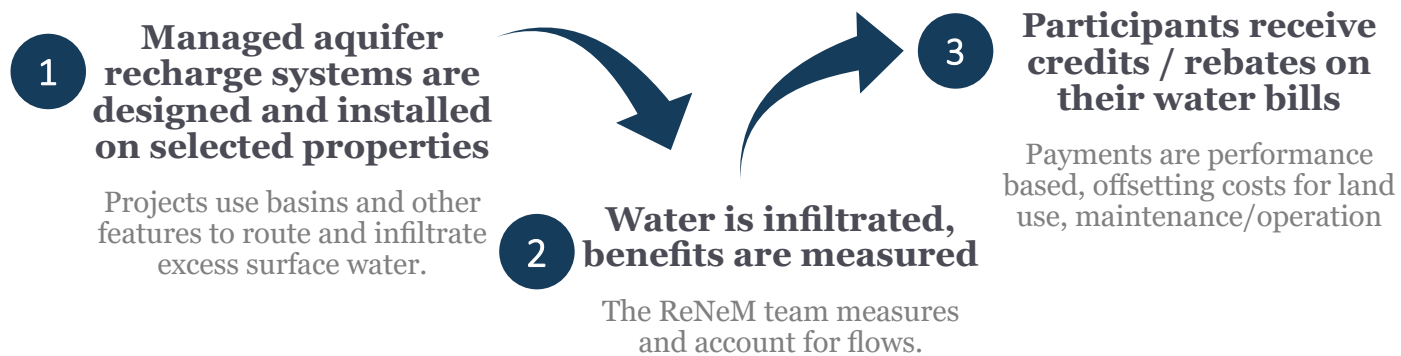 1
Managed aquifer
recharge systems are
designed and installed
on selected properties
Projects use basins and other
features to route and infiltrate
excess surface water.
2
Water is infiltrated,
benefits are measured
The ReNeM team measures
and account for flows.
3
Participants receive
credits / rebates on
their water bills
Payments are performance
based, offsetting costs for land
use, maintenance/operation